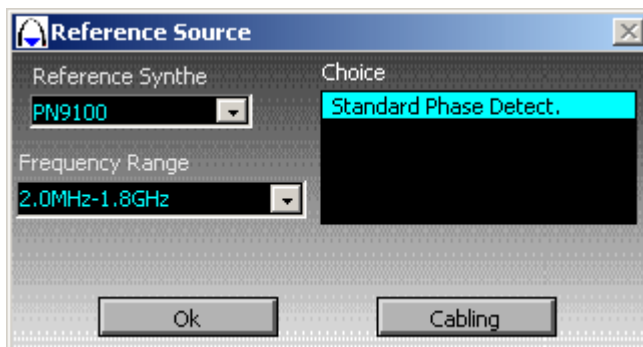 Reference Source
Reference Synthe
Choice
PN9100
Standard Phase Detect.
Frequency Range
2.0MHz-1.8GHz
Ok
Cabling